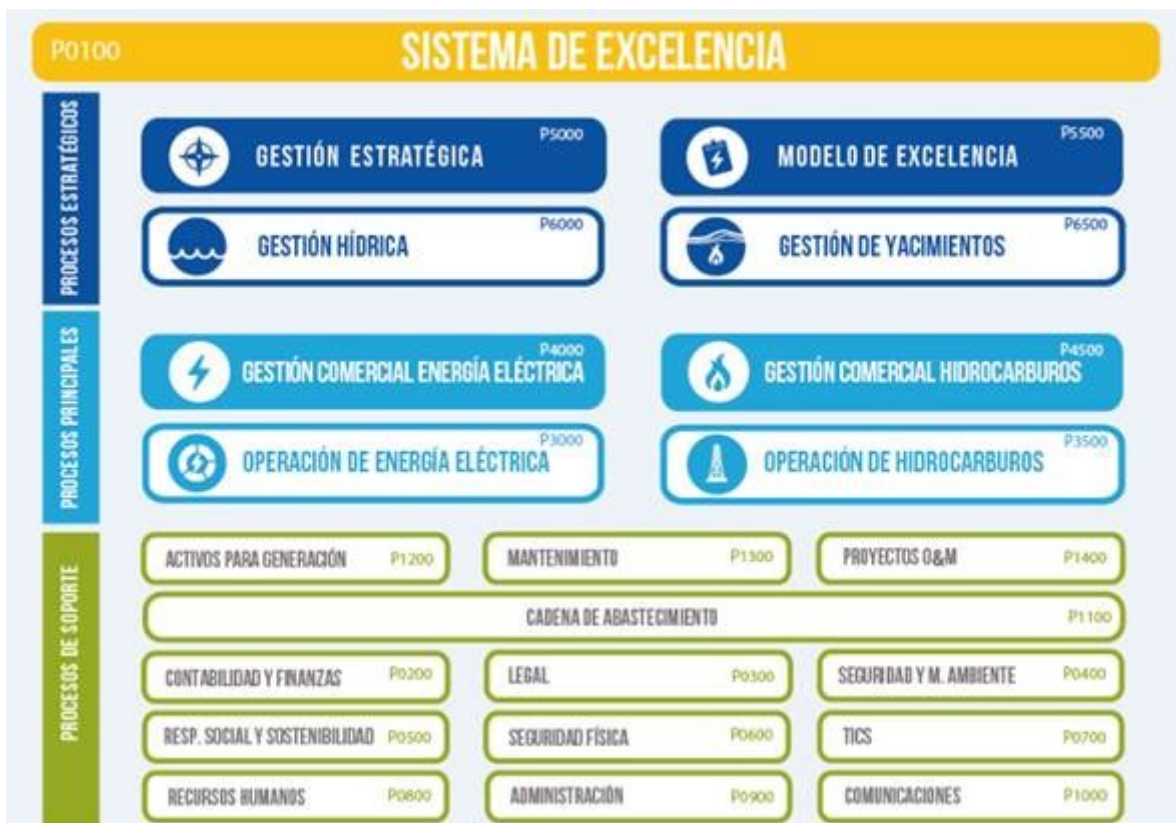 P0100 SISTEMA DE EXCELENCIA
PROCESOS ESTRATÉGICOS
GESTIÓN ESTRATÉGICA P5000
MODELO DE EXCELENCIA P5500
GESTIÓN HÍDRICA P6000
GESTIÓN DE YACIMIENTOS P6500
PROCESOS PRINCIPALES
GESTIÓN COMERCIAL ENERGÍA ELÉCTRICA P4000
GESTIÓN COMERCIAL HIDROCARBUROS P4500
OPERACIÓN DE ENERGÍA ELÉCTRICA P3000
OPERACIÓN DE HIDROCARBUROS P3500
PROCESOS DE SOPORTE
ACTIVOS PARA GENERACIÓN P1200
MANTENIMIENTO P1300
PROYECTOS O&M P1400
CADENA DE ABASTECIMIENTO P1100
CONTABILIDAD Y FINANZAS P0200
LEGAL P0300
SEGURIDAD Y M. AMBIENTE P0400
RESP. SOCIAL Y SOSTENIBILIDAD P0500
SEGURIDAD FÍSICA P0600
TICS P0700
RECURSOS HUMANOS P0800
ADMINISTRACIÓN P0900
COMUNICACIONES P1000